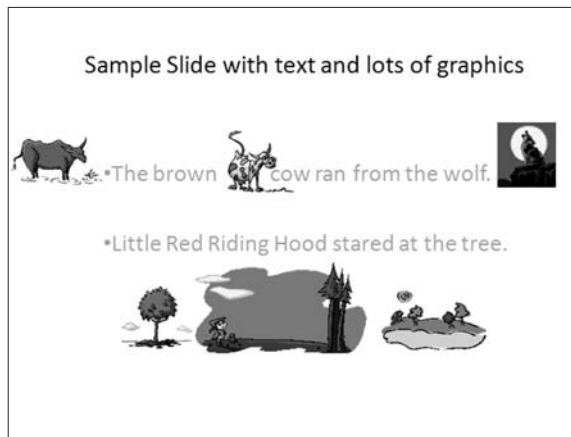 Sample Slide with text and lots of graphics
•The brown cow ran from the wolf.
•Little Red Riding Hood stared at the tree.